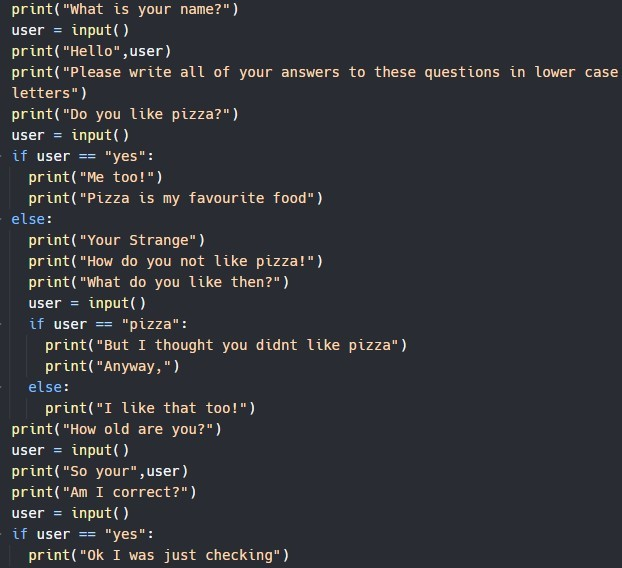 print("What is your name?")
user = input()
print("Hello",user)
print("Please write all of your answers to these questions in lower case
letters")
print("Do you like pizza?")
user = input()
if user == "yes":
  print("Me too!")
  print("Pizza is my favourite food")
else:
  print("Your Strange")
  print("How do you not like pizza!")
  print("What do you like then?")
  user = input()
  if user == "pizza":
    print("But I thought you didnt like pizza")
    print("Anyway,")
  else:
    print("I like that too!")
print("How old are you?")
user = input()
print("So your",user)
print("Am I correct?")
user = input()
if user == "yes":
  print("Ok I was just checking")